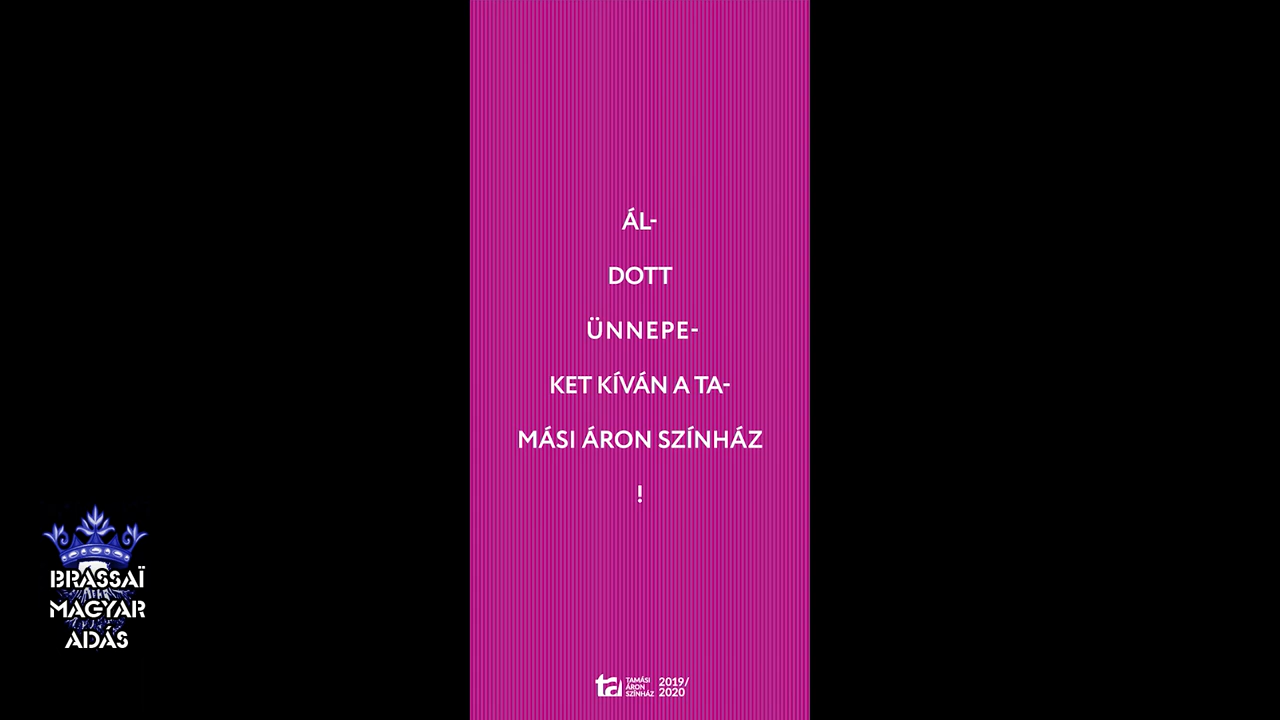 ÁL-
DOTT
ÜNNEPE-
KET KÍVÁN A TA-
MÁSI ÁRON SZÍNHÁZ
!
BRASSAÏ
MAGYAR
ADÁS
ta
TAMÁSI
ÁRON
SZÍNHÁZ
2019/
2020